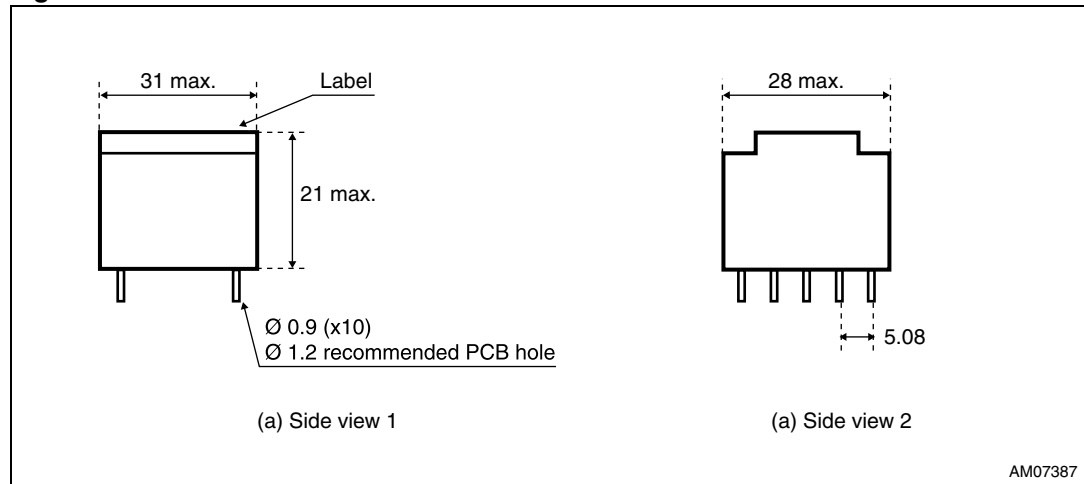 31 max.
Label
21 max.
Ø 0.9 (x10)
Ø 1.2 recommended PCB hole
(a) Side view 1
28 max.
5.08
(a) Side view 2
AM07387